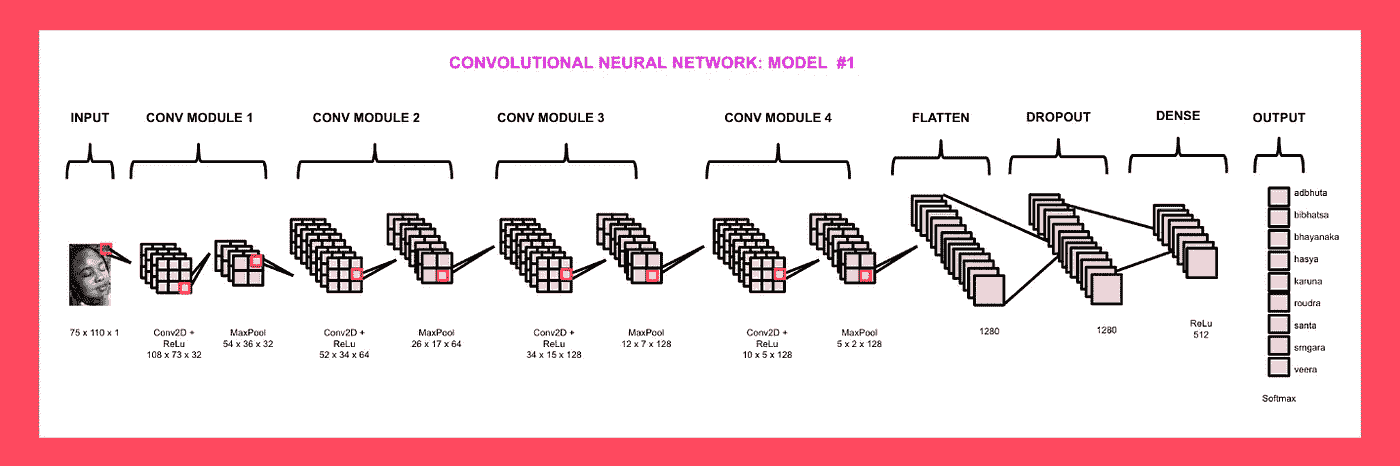 CONVOLUTIONAL NEURAL NETWORK: MODEL #1
INPUT
CONV MODULE 1
CONV MODULE 2
CONV MODULE 3
CONV MODULE 4
FLATTEN
DROPOUT
DENSE
OUTPUT
75 x 110 x 1
Conv2D +
ReLu
108 x 73 x 32
MaxPool
54 x 36 x 32
Conv2D +
ReLu
52 x 34 x 64
MaxPool
26 x 17 x 64
Conv2D +
ReLu
34 x 15 x 128
MaxPool
12 x 7 x 128
Conv2D +
ReLu
10 x 5 x 128
MaxPool
5 x 2 x 128
1280
1280
ReLu
512
adbhuta
bibhatsa
bhayanaka
hasya
karuna
roudra
santa
srngara
veera
Softmax